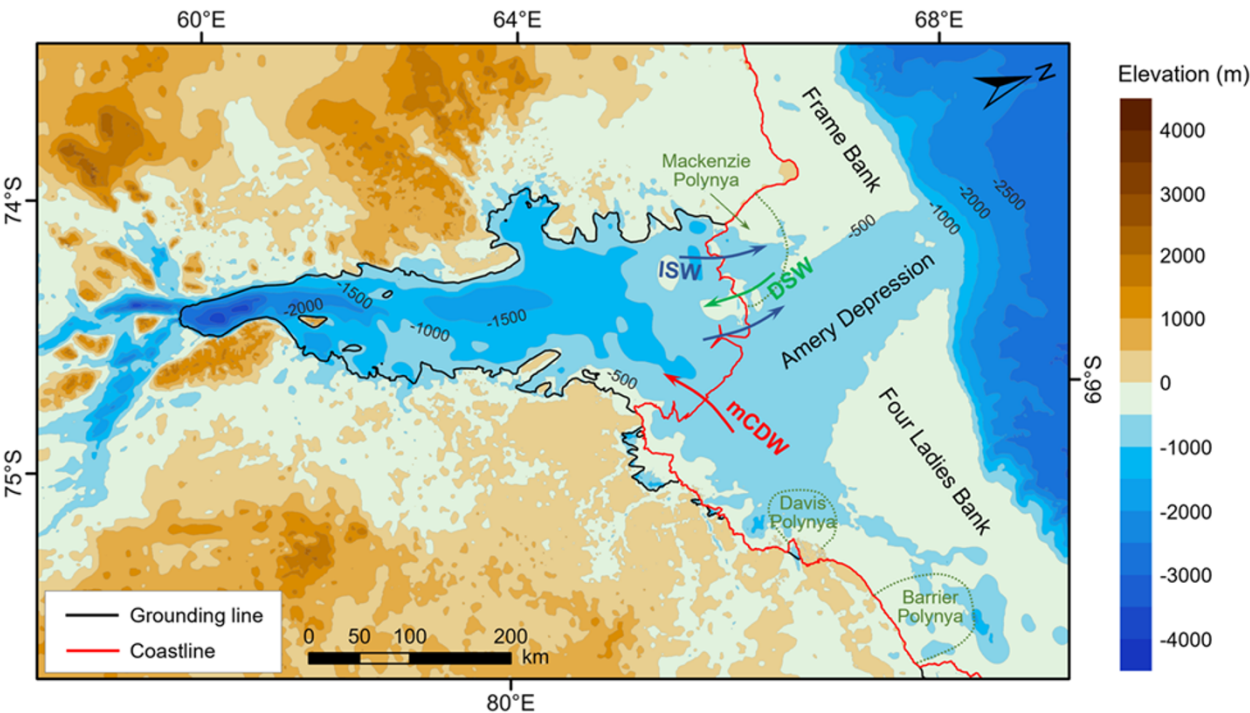 60°E
64°E
68°E
N
Elevation (m)
4000
3000
2000
1000
0
-1000
-2000
-3000
-4000
Frame Bank
Mackenzie
Polynya
74°S
-2500
-2000
-1000
-500
ISW
DSW
Amery Depression
-2000
-1500
-1000
-1500
-500
66°S
mCDW
Four Ladies Bank
75°S
Davis
Polynya
Barrier
Polynya
Grounding line
Coastline
0 50 100 200
km
80°E